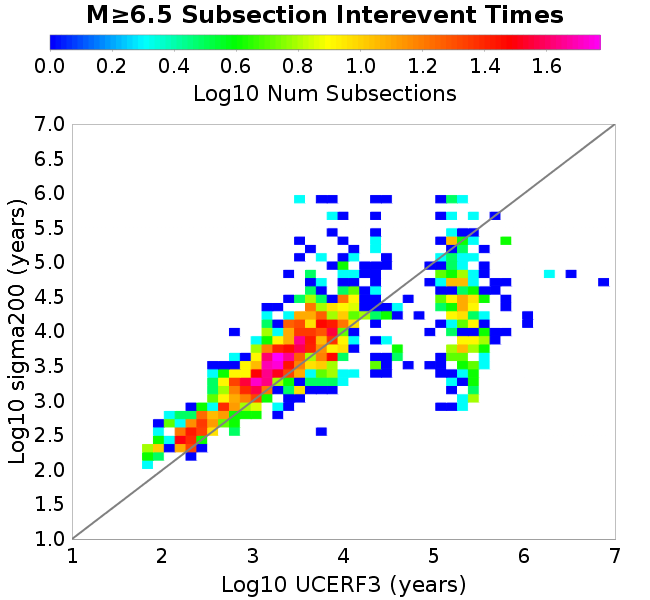 M≥6.5 Subsection Interevent Times
0.0 0.2 0.4 0.6 0.8 1.0 1.2 1.4 1.6
Log10 Num Subsections
7.0
6.5
6.0
5.5
5.0
4.5
4.0
3.5
3.0
2.5
2.0
1.5
1.0
Log10 sigma200 (years)
1 2 3 4 5 6 7
Log10 UCERF3 (years)